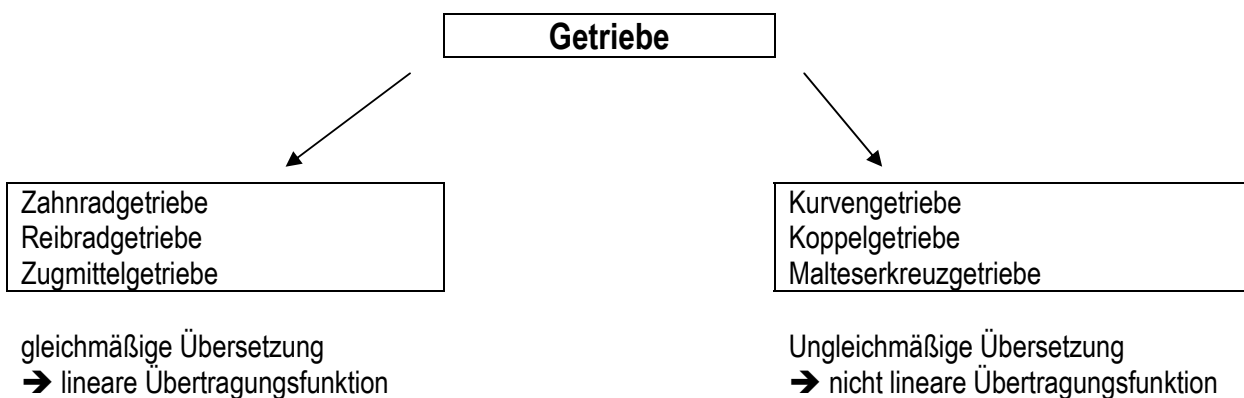 Getriebe
Zahnradgetriebe
Reibradgetriebe
Zugmittelgetriebe
gleichmäßige Übersetzung
➔ lineare Übertragungsfunktion
Kurvengetriebe
Koppelgetriebe
Malteserkreuzgetriebe
Ungleichmäßige Übersetzung
➔ nicht lineare Übertragungsfunktion